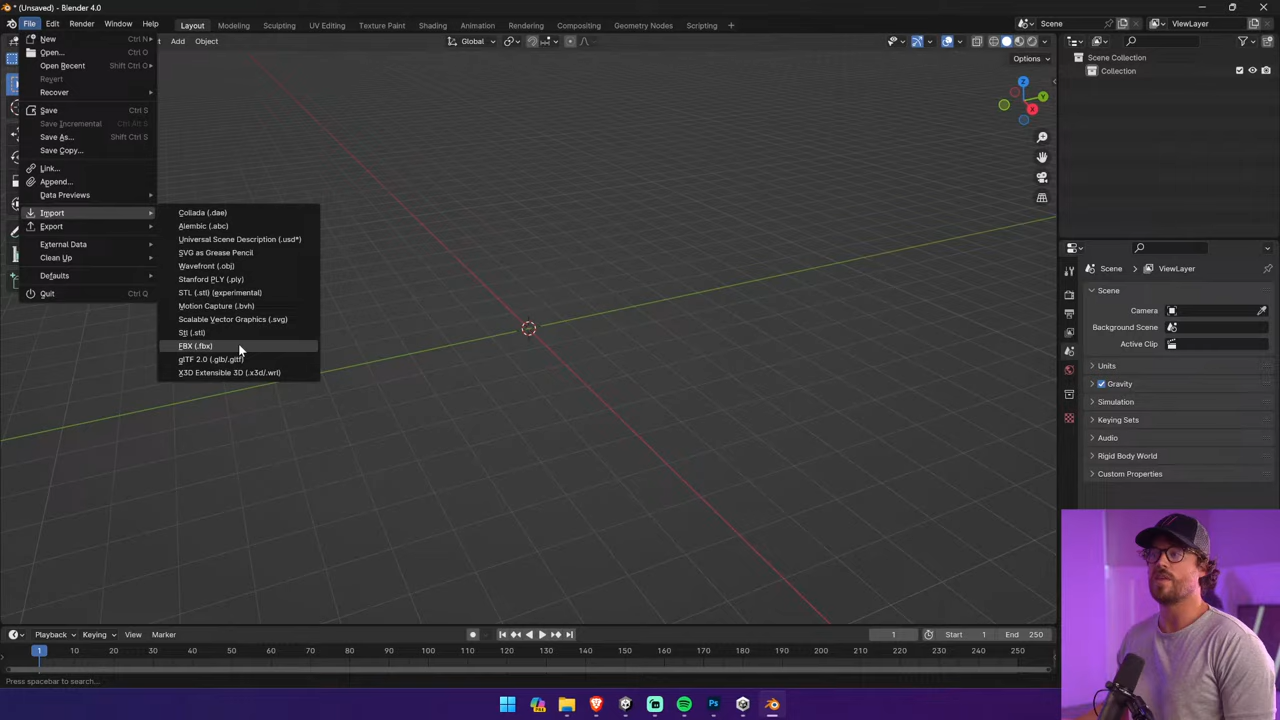 * (Unsaved) - Blender 4.0
File Edit Render Window Help
Layout Modeling Sculpting UV Editing Texture Paint Shading Animation Rendering Compositing Geometry Nodes Scripting +
Scene ViewLayer
Add Object
Global
Options
New Ctrl N
Open... Ctrl O
Open Recent Shift Ctrl O
Revert
Recover
Save Ctrl S
Save Incremental Ctrl Alt S
Save As... Shift Ctrl S
Save Copy...
Link...
Append...
Data Previews
Import
Export
External Data
Clean Up
Defaults
Quit Ctrl Q
Collada (.dae)
Alembic (.abc)
Universal Scene Description (.usd*)
SVG as Grease Pencil
Wavefront (.obj)
Stanford PLY (.ply)
STL (.stl) (experimental)
Motion Capture (.bvh)
Scalable Vector Graphics (.svg)
Stl (.stl)
FBX (.fbx)
glTF 2.0 (.glb/.gltf)
X3D Extensible 3D (.x3d/.wrl)
Z
Y
X
Scene Collection
Collection
Scene ViewLayer
Scene
Camera
Background Scene
Active Clip
Units
Gravity
Simulation
Keying Sets
Audio
Rigid Body World
Custom Properties
Playback Keying View Marker
1 Start 1 End 250
1 10 20 30 40 50 60 70 80 90 100 110 120 130 140 150 160 170 180 190 200 210 220 230 240 250
Press spacebar to search...
Ps